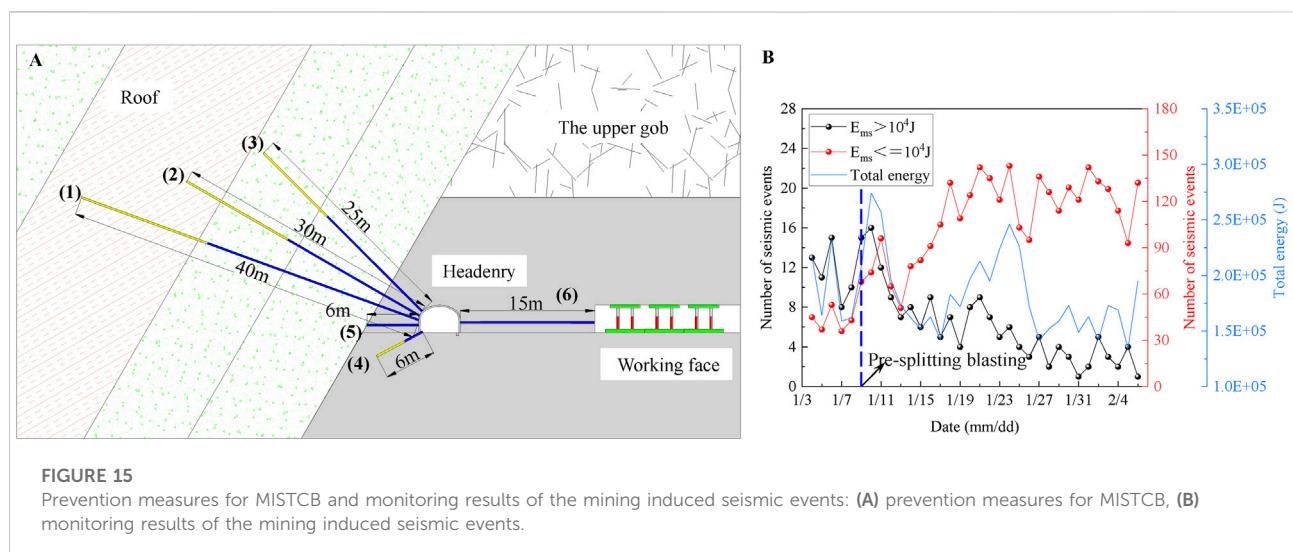 A
Roof
The upper gob
(3)
(2)
(1)
25m
30m
40m
Headenry
(6)
15m
6m
(5)
(4)
6m
Working face
B
28
24
20
16
12
8
4
0
Number of seismic events
Ems>10⁴J
Ems<=10⁴J
Total energy
Pre-splitting blasting
1/3
1/7
1/11
1/15
1/19
1/23
1/27
1/31
2/4
Date (mm/dd)
180
150
120
90
60
30
0
Number of seismic events
3.5E+05
3.0E+05
2.5E+05
2.0E+05
1.5E+05
1.0E+05
Total energy (J)
FIGURE 15
Prevention measures for MISTCB and monitoring results of the mining induced seismic events: (A) prevention measures for MISTCB, (B)
monitoring results of the mining induced seismic events.